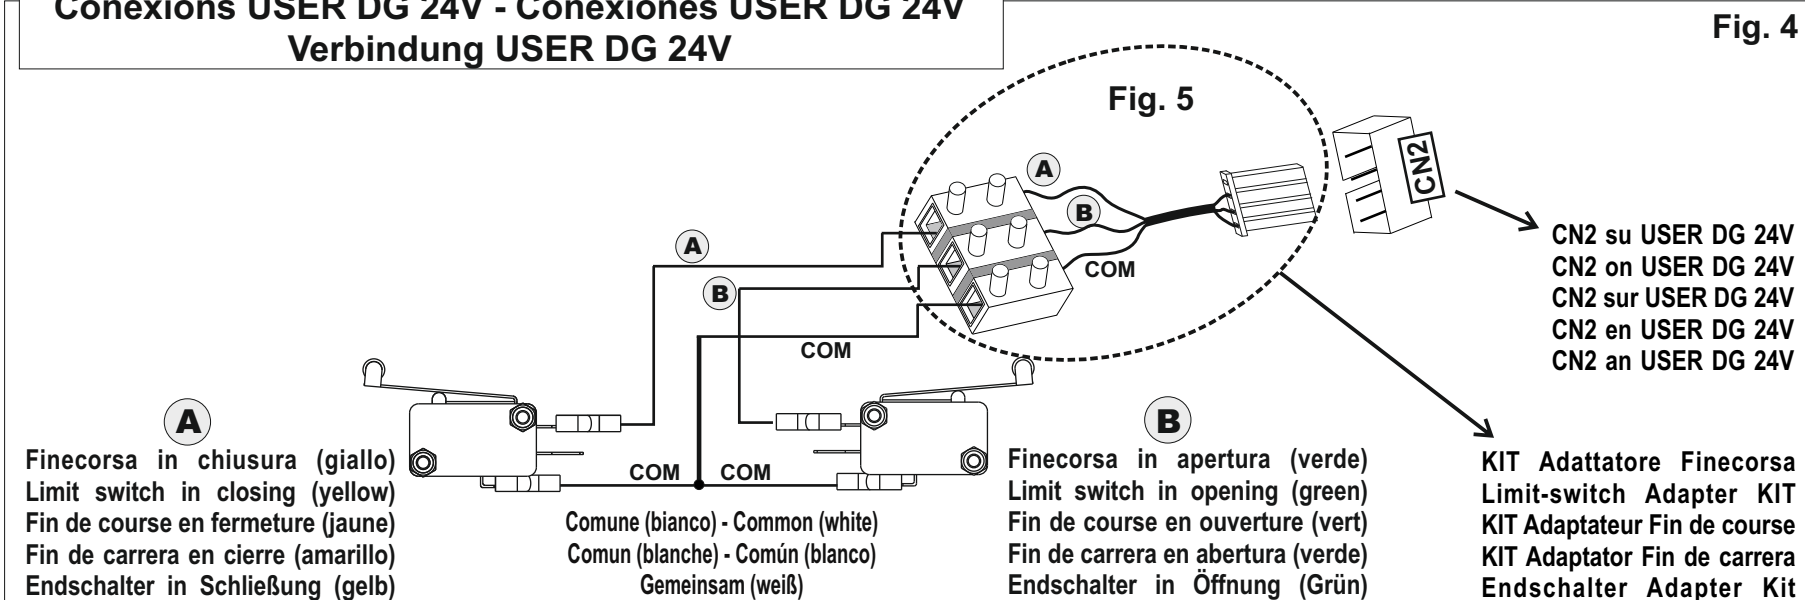 Conexions USER DG 24V - Conexiones USER DG 24V
Verbindung USER DG 24V
Fig. 4
Fig. 5
A
B
COM
CN2
A
B
COM
CN2 su USER DG 24V
CN2 on USER DG 24V
CN2 sur USER DG 24V
CN2 en USER DG 24V
CN2 an USER DG 24V
A
Finecorsa in chiusura (giallo)
Limit switch in closing (yellow)
Fin de course en fermeture (jaune)
Fin de carrera en cierre (amarillo)
Endschalter in Schließung (gelb)
COM COM
Comune (bianco) - Common (white)
Comun (blanche) - Común (blanco)
Gemeinsam (weiß)
B
Finecorsa in apertura (verde)
Limit switch in opening (green)
Fin de course en ouverture (vert)
Fin de carrera en abertura (verde)
Endschalter in Öffnung (Grün)
KIT Adattatore Finecorsa
Limit-switch Adapter KIT
KIT Adaptateur Fin de course
KIT Adaptator Fin de carrera
Endschalter Adapter Kit